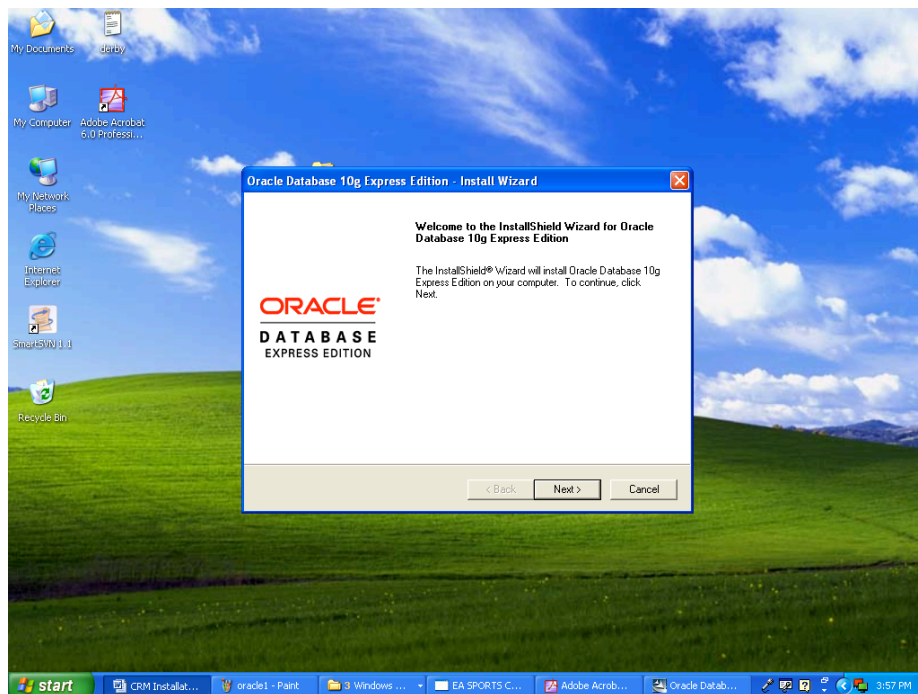 My Documents
derby
My Computer
Adobe Acrobat
6.0 Professi...
My Network
Places
Internet
Explorer
SmartSVN 1.1
Recycle Bin
Oracle Database 10g Express Edition - Install Wizard
Welcome to the InstallShield Wizard for Oracle
Database 10g Express Edition
The InstallShield® Wizard will install Oracle Database 10g
Express Edition on your computer. To continue, click
Next.
ORACLE®
DATABASE
EXPRESS EDITION
< Back
Next >
Cancel
start
CRM Installat...
oracle1 - Paint
3 Windows ...
EA SPORTS C...
Adobe Acrob...
Oracle Datab...
3:57 PM